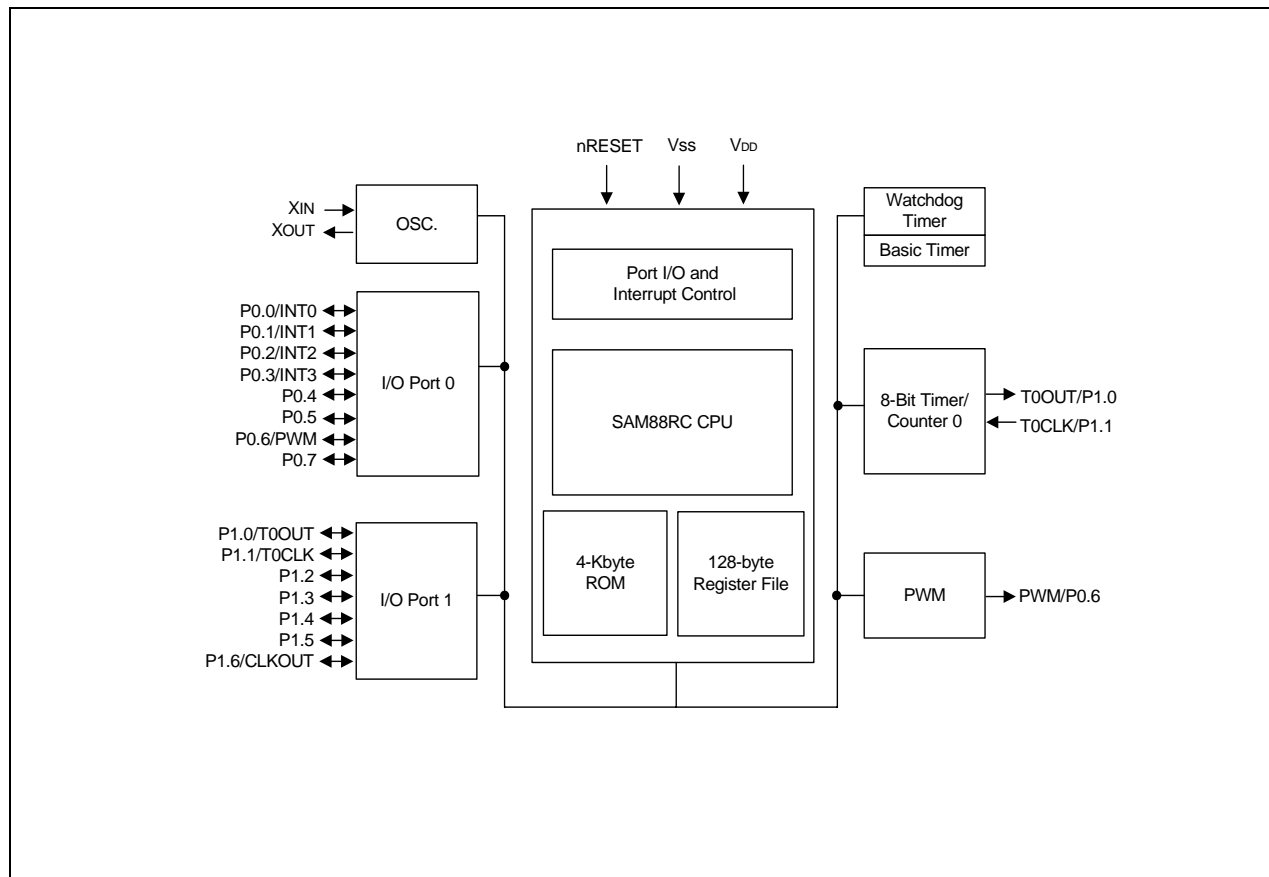 nRESET
VSS
VDD
XIN
XOUT
OSC.
P0.0/INT0
P0.1/INT1
P0.2/INT2
P0.3/INT3
P0.4
P0.5
P0.6/PWM
P0.7
I/O Port 0
P1.0/T0OUT
P1.1/T0CLK
P1.2
P1.3
P1.4
P1.5
P1.6/CLKOUT
I/O Port 1
Port I/O and
Interrupt Control
SAM88RC CPU
4-Kbyte
ROM
128-byte
Register File
Watchdog
Timer
Basic Timer
8-Bit Timer/
Counter 0
T0OUT/P1.0
T0CLK/P1.1
PWM
PWM/P0.6